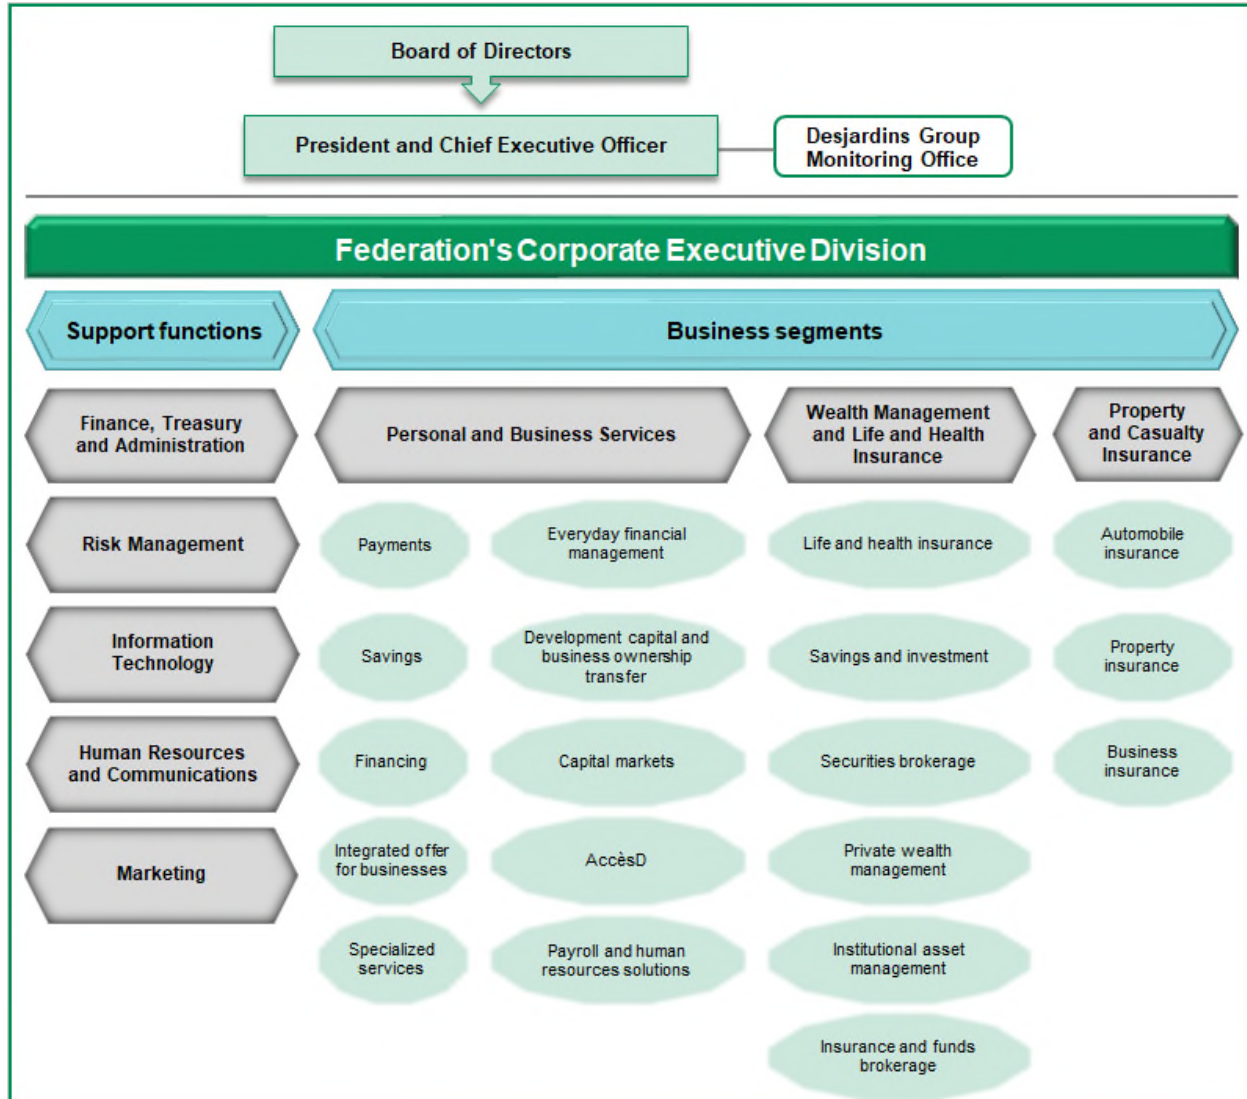 Board of Directors
President and Chief Executive Officer
Desjardins Group
Monitoring Office
Federation's Corporate Executive Division
Support functions
Business segments
Finance, Treasury
and Administration
Personal and Business Services
Wealth Management
and Life and Health
Insurance
Property
and Casualty
Insurance
Risk Management
Payments
Everyday financial
management
Life and health insurance
Automobile
insurance
Information
Technology
Savings
Development capital and
business ownership
transfer
Savings and investment
Property
insurance
Human Resources
and Communications
Financing
Capital markets
Securities brokerage
Business
insurance
Marketing
Integrated offer
for businesses
AccèsD
Private wealth
management
Specialized
services
Payroll and human
resources solutions
Institutional asset
management
Insurance and funds
brokerage